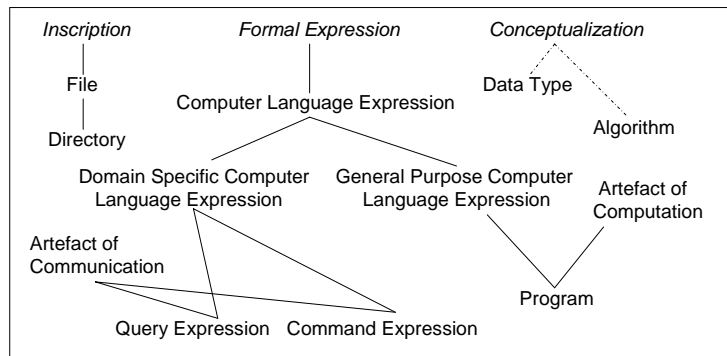 Inscription
Formal Expression
Conceptualization
File
Data Type
Computer Language Expression
Directory
Algorithm
Domain Specific Computer
Language Expression
General Purpose Computer
Language Expression
Artefact of
Computation
Artefact of
Communication
Program
Query Expression
Command Expression